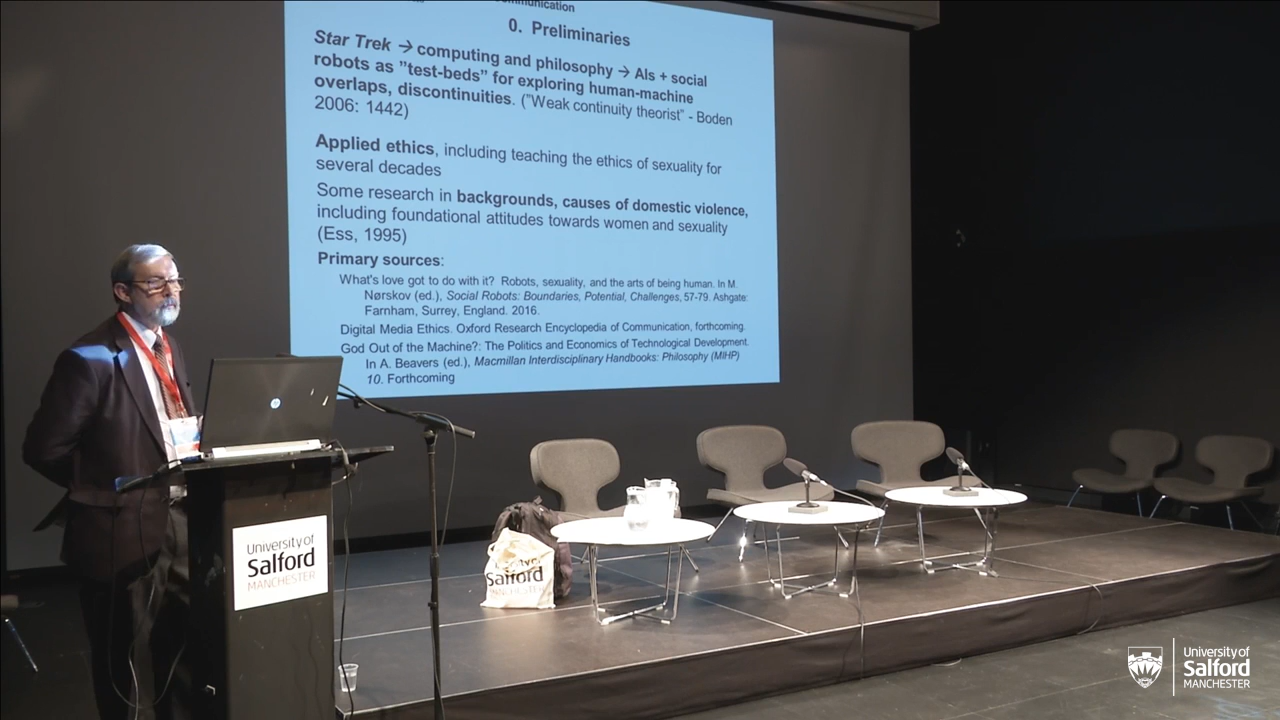 0. Preliminaries
Star Trek → computing and philosophy → AIs + social
robots as ”test-beds” for exploring human-machine
overlaps, discontinuities. ("Weak continuity theorist” - Boden
2006: 1442)
Applied ethics, including teaching the ethics of sexuality for
several decades
Some research in backgrounds, causes of domestic violence,
including foundational attitudes towards women and sexuality
(Ess, 1995)
Primary sources:
What's love got to do with it? Robots, sexuality, and the arts of being human. In M.
Nørskov (ed.), Social Robots: Boundaries, Potential, Challenges, 57-79. Ashgate:
Farnham, Surrey, England. 2016.
Digital Media Ethics. Oxford Research Encyclopedia of Communication, forthcoming.
God Out of the Machine?: The Politics and Economics of Technological Development.
In A. Beavers (ed.), Macmillan Interdisciplinary Handbooks: Philosophy (MIHP)
10. Forthcoming
hp
University of
Salford
MANCHESTER
Salford
University of
Salford
MANCHESTER